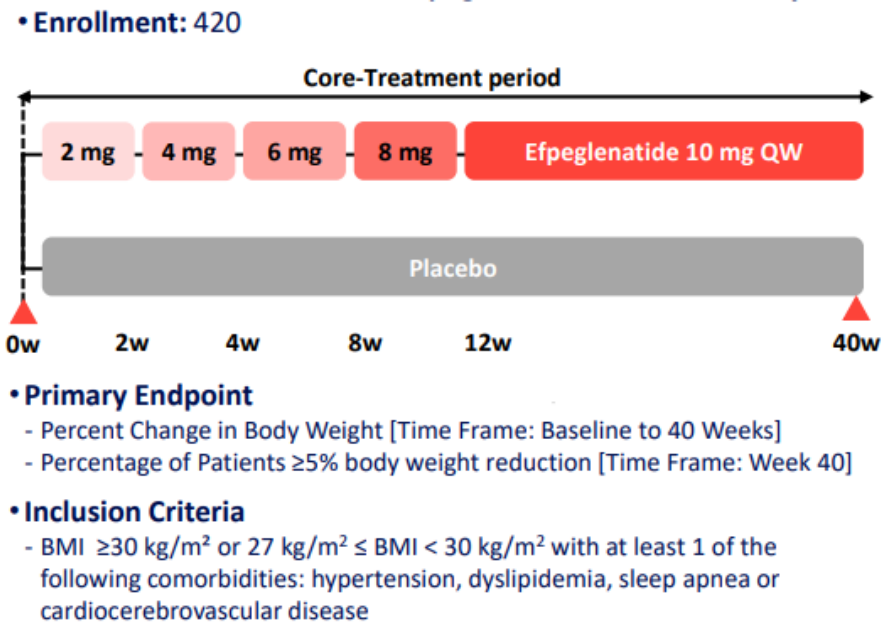 • Enrollment: 420
Core-Treatment period
2 mg 4 mg 6 mg 8 mg Efpeglenatide 10 mg QW
Placebo
0w 2w 4w 8w 12w 40w
• Primary Endpoint
- Percent Change in Body Weight [Time Frame: Baseline to 40 Weeks]
- Percentage of Patients ≥5% body weight reduction [Time Frame: Week 40]
• Inclusion Criteria
- BMI ≥30 kg/m² or 27 kg/m² ≤ BMI < 30 kg/m² with at least 1 of the
following comorbidities: hypertension, dyslipidemia, sleep apnea or
cardiocerebrovascular disease